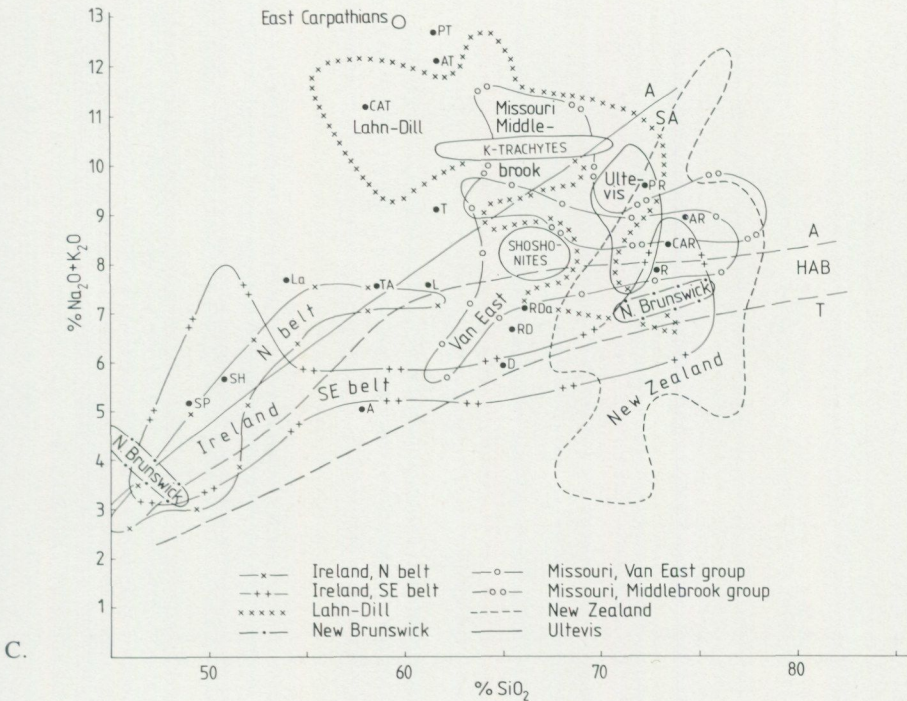 % Na₂O+K₂O
13
12
11
10
9
8
7
6
5
4
3
2
1
East Carpathians
PT
AT
CAT
Lahn-Dill
Missouri
Middle-
K-TRACHYTES
brook
A
SA
Ulte-
vis
PR
T
AR
CAR
SHOSHO-
NITES
A
HAB
T
R
La
TA
L
N belt
Van East
RDa
RD
N. Brunswick
D
SH
SP
Ireland
SE belt
A
New Zealand
N Brunswick
Ireland, N belt
Ireland, SE belt
Lahn-Dill
New Brunswick
Missouri, Van East group
Missouri, Middlebrook group
New Zealand
Ultevis
C.
50
60
70
80
% SiO₂